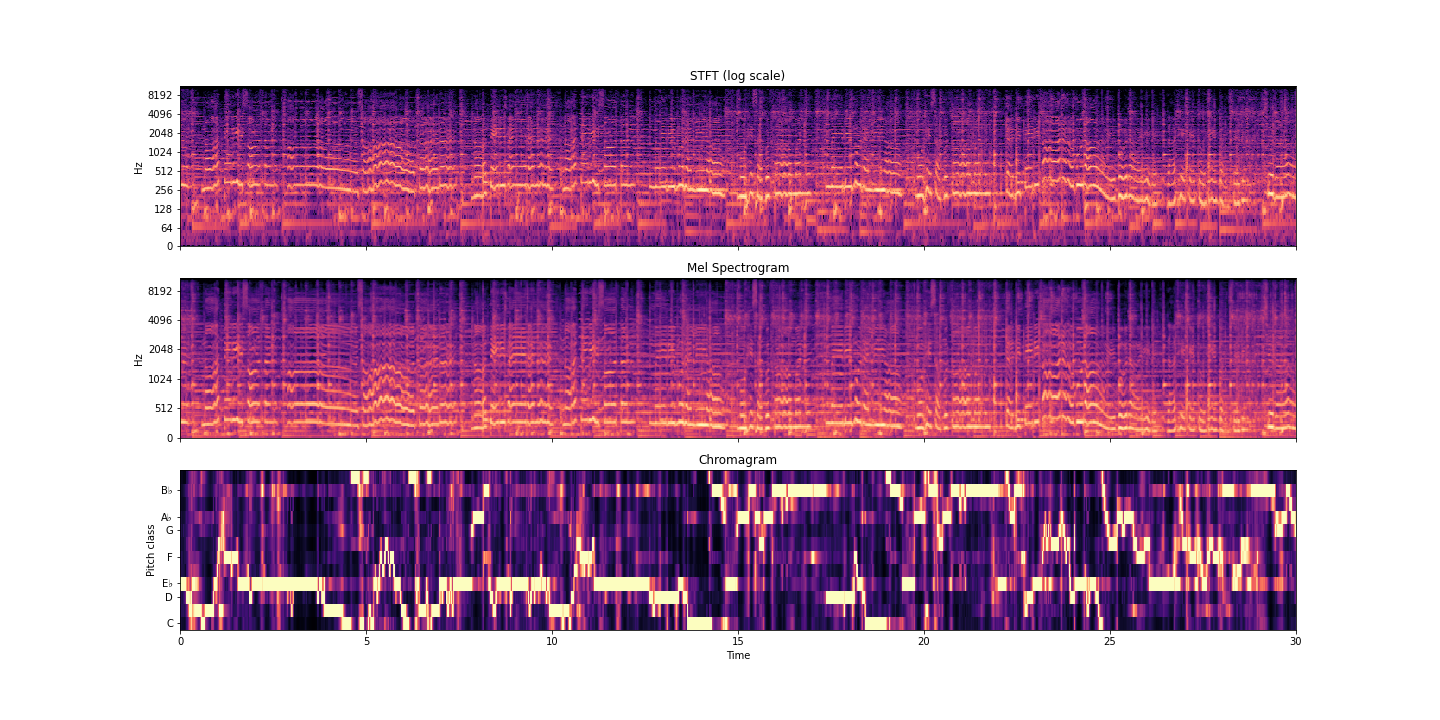 STFT (log scale)
8192
4096
2048
1024
512
256
128
64
0
Hz
Mel Spectrogram
8192
4096
2048
1024
512
0
Hz
Chromagram
B♭
A♭
G
F
E♭
D
C
Pitch class
0 5 10 15 20 25 30
Time